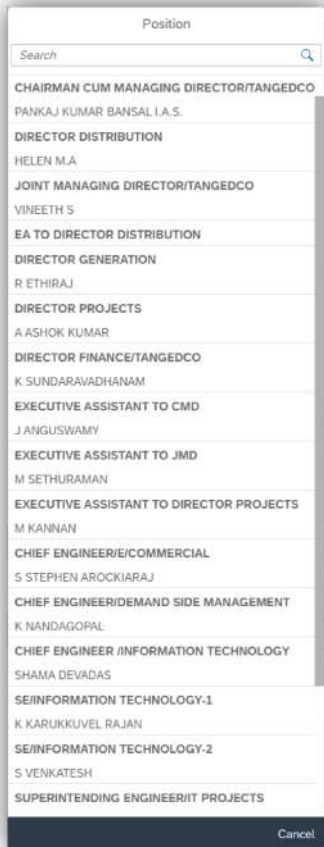 Position
Search
CHAIRMAN CUM MANAGING DIRECTOR/TANGEDCO
PANKAJ KUMAR BANSAL I.A.S.
DIRECTOR DISTRIBUTION
HELEN M.A
JOINT MANAGING DIRECTOR/TANGEDCO
VINEETH S
EA TO DIRECTOR DISTRIBUTION
DIRECTOR GENERATION
R ETHIRAJ
DIRECTOR PROJECTS
A ASHOK KUMAR
DIRECTOR FINANCE/TANGEDCO
K SUNDARAVADHANAM
EXECUTIVE ASSISTANT TO CMD
J ANGUSWAMY
EXECUTIVE ASSISTANT TO JMD
M SETHURAMAN
EXECUTIVE ASSISTANT TO DIRECTOR PROJECTS
M KANNAN
CHIEF ENGINEER/E/COMMERCIAL
S STEPHEN AROCKIARAJ
CHIEF ENGINEER/DEMAND SIDE MANAGEMENT
K NANDAGOPAL
CHIEF ENGINEER /INFORMATION TECHNOLOGY
SHAMA DEVADAS
SE/INFORMATION TECHNOLOGY-1
K KARUKKUVEL RAJAN
SE/INFORMATION TECHNOLOGY-2
S VENKATESH
SUPERINTENDING ENGINEER/IT PROJECTS
Cancel